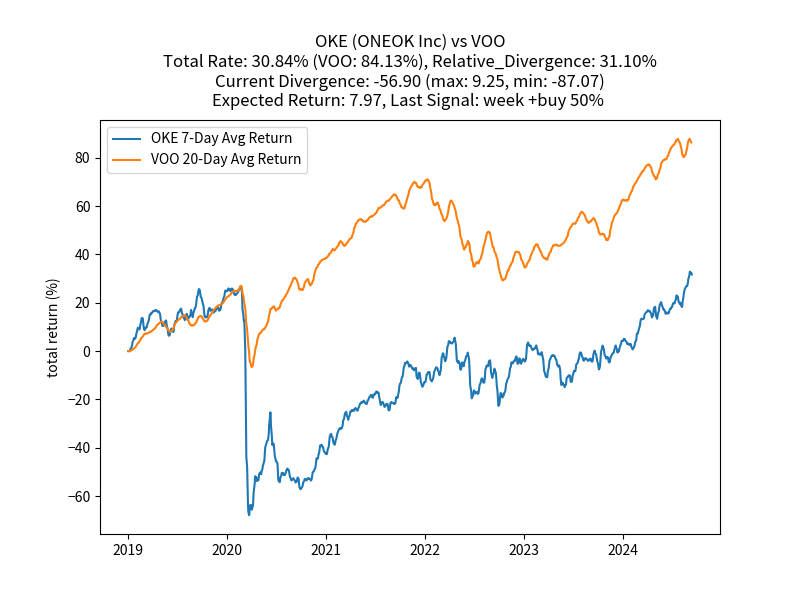 OKE (ONEOK Inc) vs VOO
Total Rate: 30.84% (VOO: 84.13%), Relative_Divergence: 31.10%
Current Divergence: -56.90 (max: 9.25, min: -87.07)
Expected Return: 7.97, Last Signal: week +buy 50%
OKE 7-Day Avg Return
VOO 20-Day Avg Return
total return (%)
80
60
40
20
0
−20
−40
−60
2019 2020 2021 2022 2023 2024